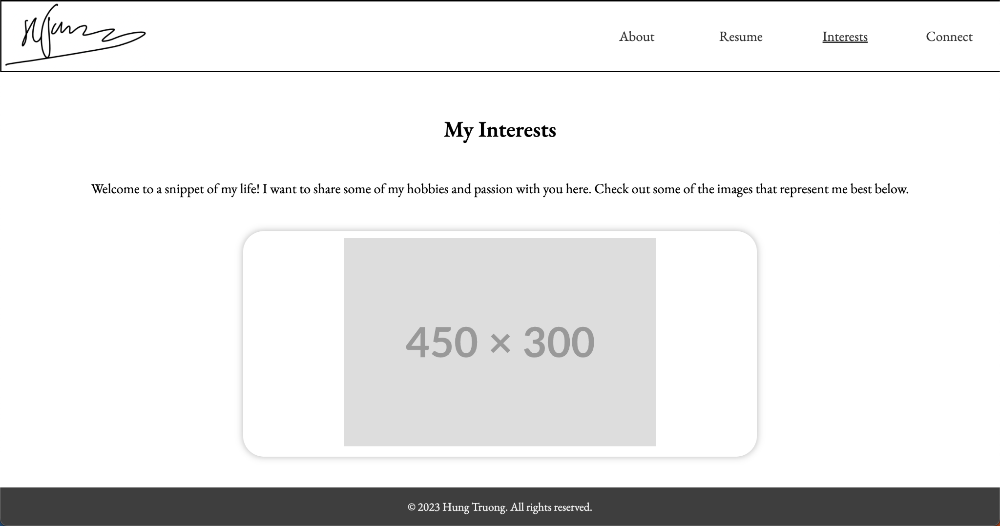 About Resume Interests Connect
My Interests
Welcome to a snippet of my life! I want to share some of my hobbies and passion with you here. Check out some of the images that represent me best below.
450 × 300
© 2023 Hung Truong. All rights reserved.